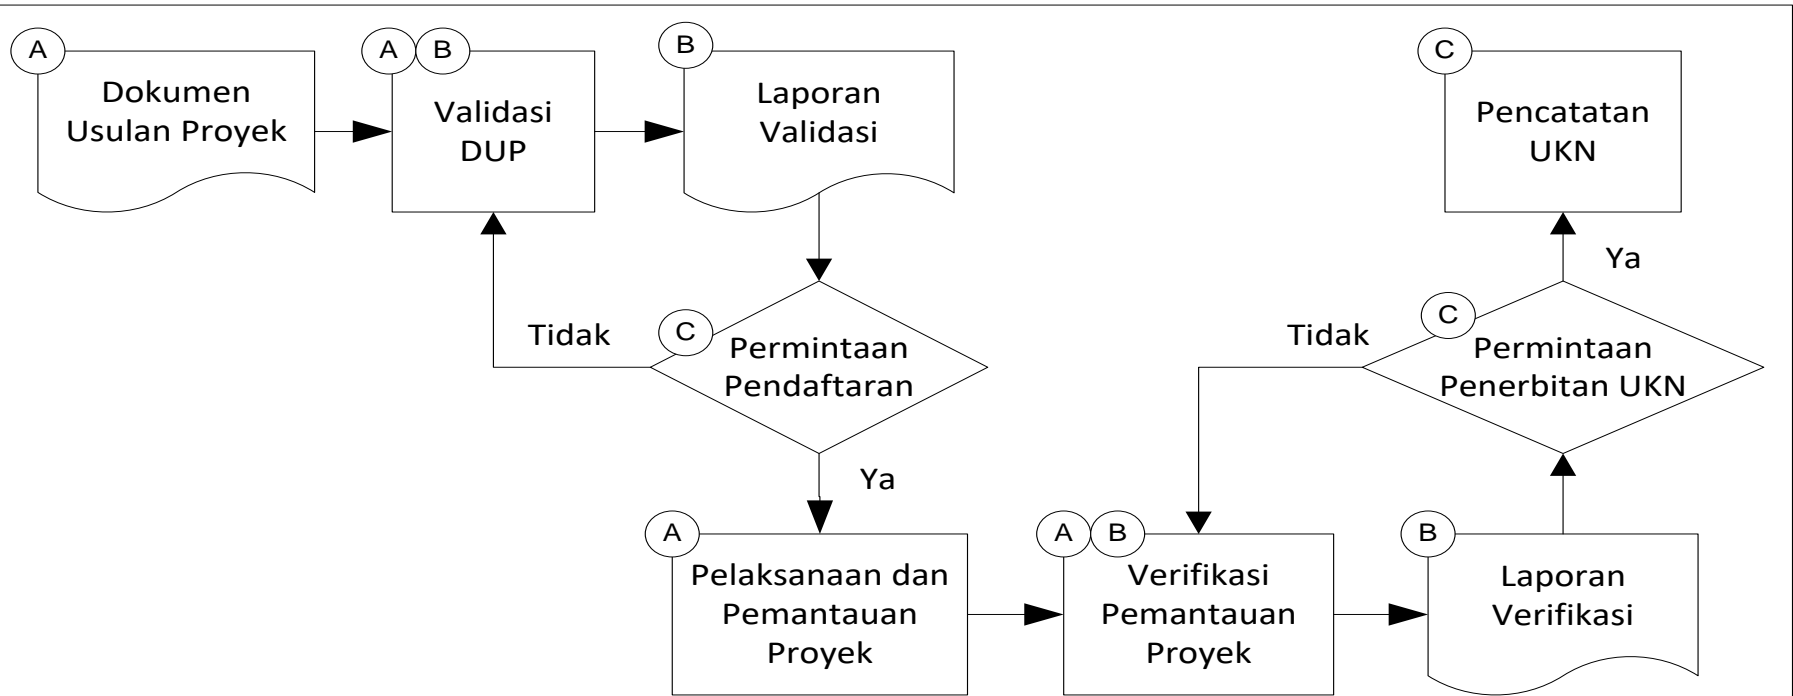 A
Dokumen
Usulan Proyek
A B
Validasi
DUP
B
Laporan
Validasi
C
Permintaan
Pendaftaran
Tidak
Ya
A
Pelaksanaan dan
Pemantauan
Proyek
A B
Verifikasi
Pemantauan
Proyek
B
Laporan
Verifikasi
C
Permintaan
Penerbitan UKN
Tidak
Ya
C
Pencatatan
UKN